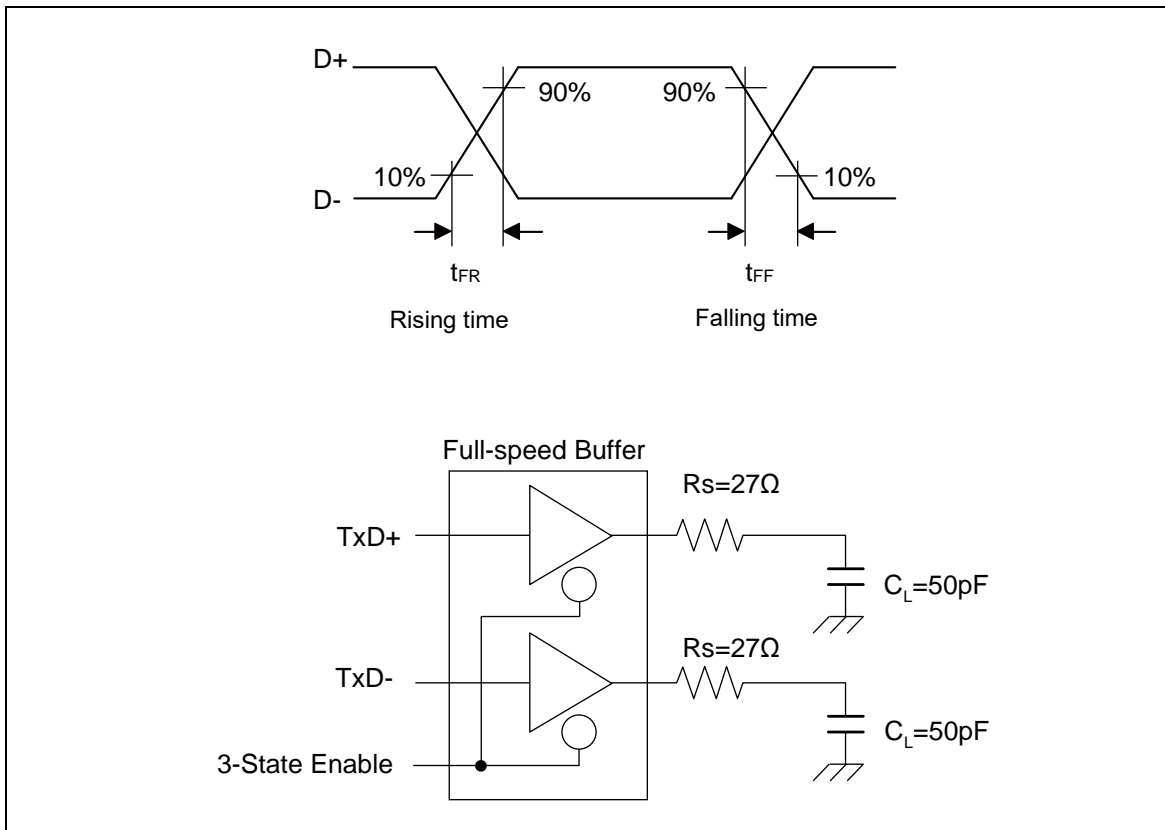 D+
90%
90%
10%
10%
D-
tFR
tFF
Rising time
Falling time
Full-speed Buffer
Rs=27Ω
TxD+
CL=50pF
Rs=27Ω
TxD-
CL=50pF
3-State Enable